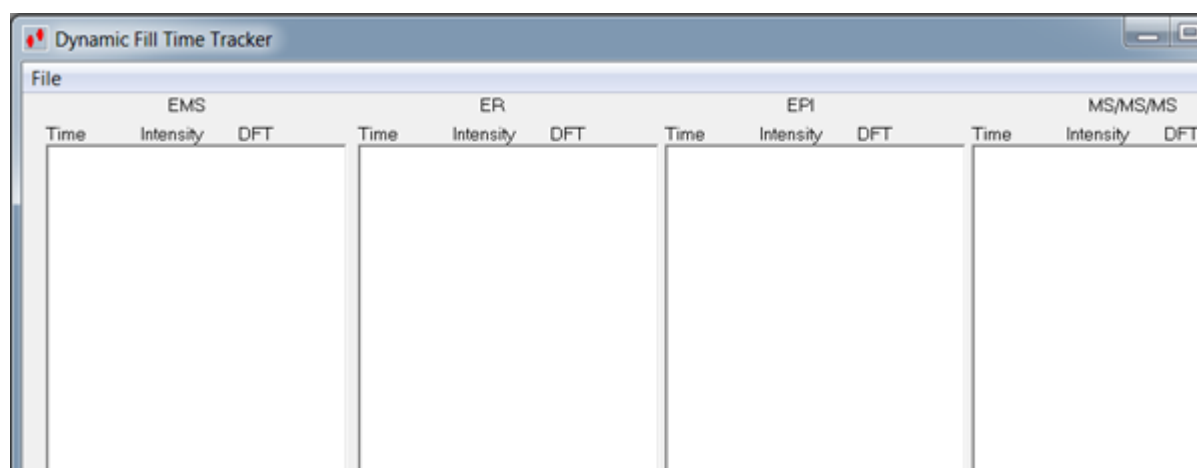 Dynamic Fill Time Tracker
File
EMS ER EPI MS/MS/MS
Time Intensity DFT Time Intensity DFT Time Intensity DFT Time Intensity DFT